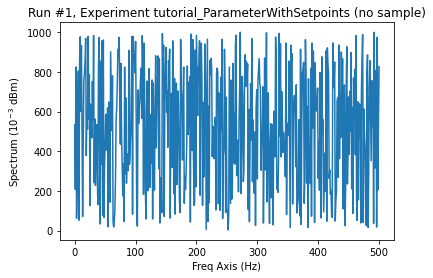 Run #1, Experiment tutorial_ParameterWithSetpoints (no sample)
1000
800
600
400
200
0
Spectrum (10⁻³ dBm)
0 100 200 300 400 500
Freq Axis (Hz)